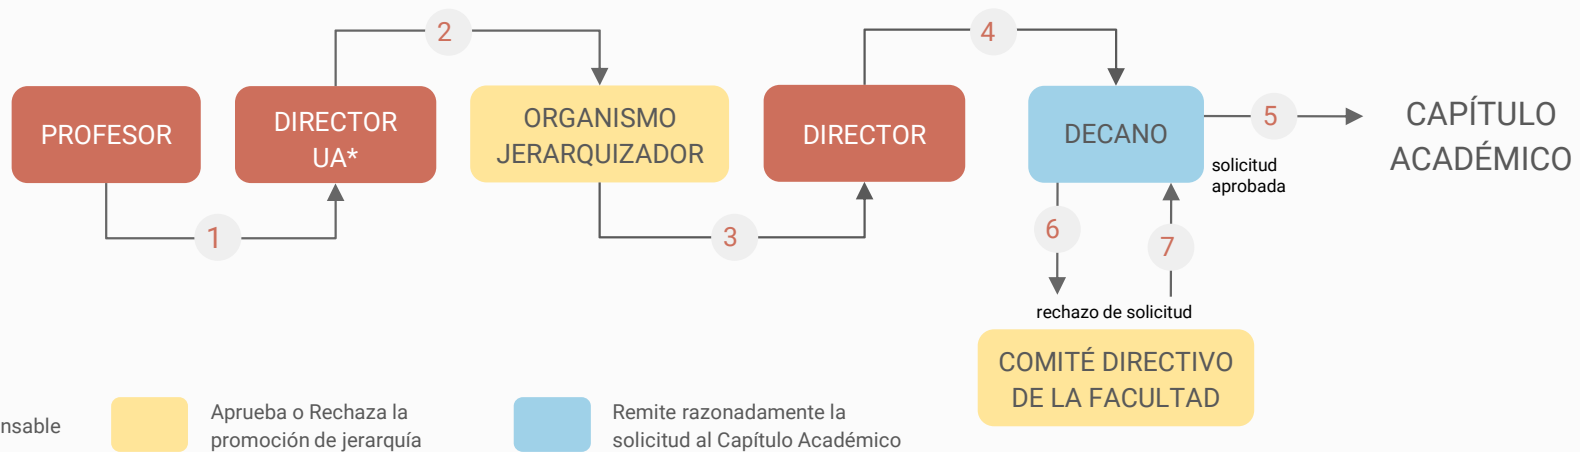 2
4
PROFESOR
DIRECTOR
UA*
ORGANISMO
JERARQUIZADOR
DIRECTOR
DECANO
5
CAPÍTULO
ACADÉMICO
solicitud
aprobada
1
3
6
7
rechazo de solicitud
COMITÉ DIRECTIVO
DE LA FACULTAD
nsable
Aprueba o Rechaza la
promoción de jerarquía
Remite razonadamente la
solicitud al Capítulo Académico